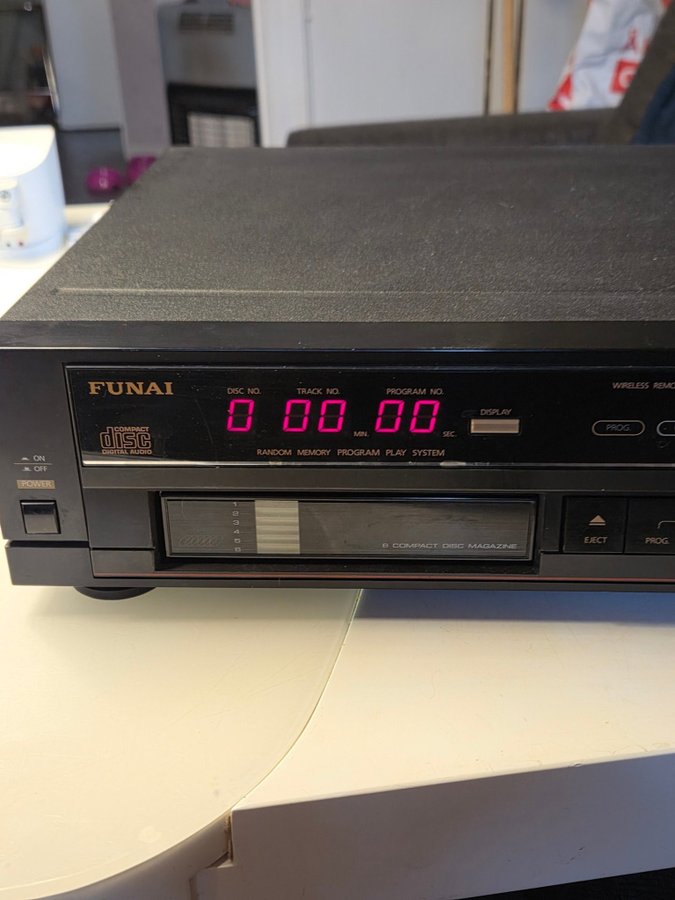 FUNAI
COMPACT
disc
DIGITAL AUDIO
DISC NO. TRACK NO. PROGRAM NO.
0 00 00
MIN. SEC.
RANDOM MEMORY PROGRAM PLAY SYSTEM
DISPLAY
WIRELESS REMO
PROG.
ON
OFF
POWER
1
2
3
4
5
6
6 COMPACT DISC MAGAZINE
EJECT
PROG.